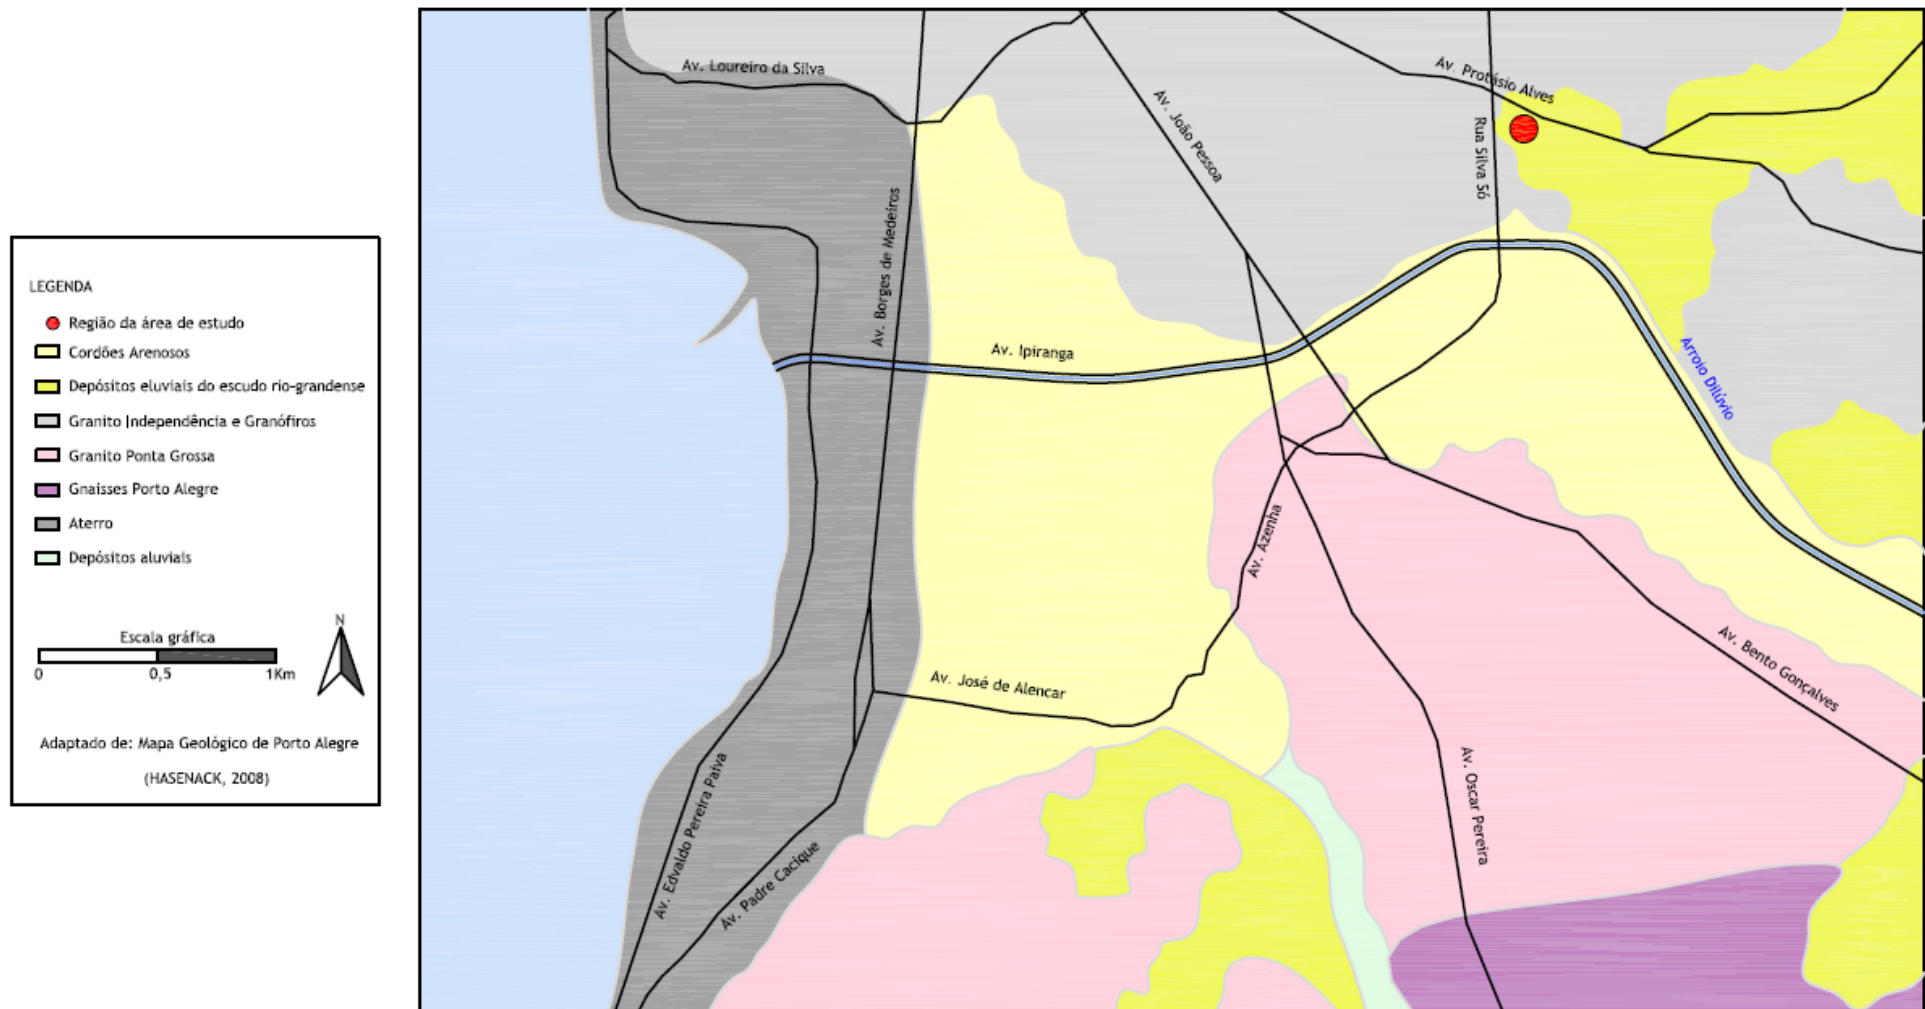 LEGENDA
Região da área de estudo
Cordões Arenosos
Depósitos eluviais do escudo rio-grandense
Granito Independência e Granófiros
Granito Ponta Grossa
Gnaisses Porto Alegre
Aterro
Depósitos aluviais
Escala gráfica
0 0,5 1Km
N
Adaptado de: Mapa Geológico de Porto Alegre
(HASENACK, 2008)
Av. Loureiro da Silva
Av. Borges de Medeiros
Av. João Pessoa
Av. Protásio Alves
Rua Silva Só
Av. Ipiranga
Arroio Dilúvio
Av. Azenha
Av. José de Alencar
Av. Bento Gonçalves
Av. Oscar Pereira
Av. Edvaldo Pereira Paiva
Av. Padre Cacique